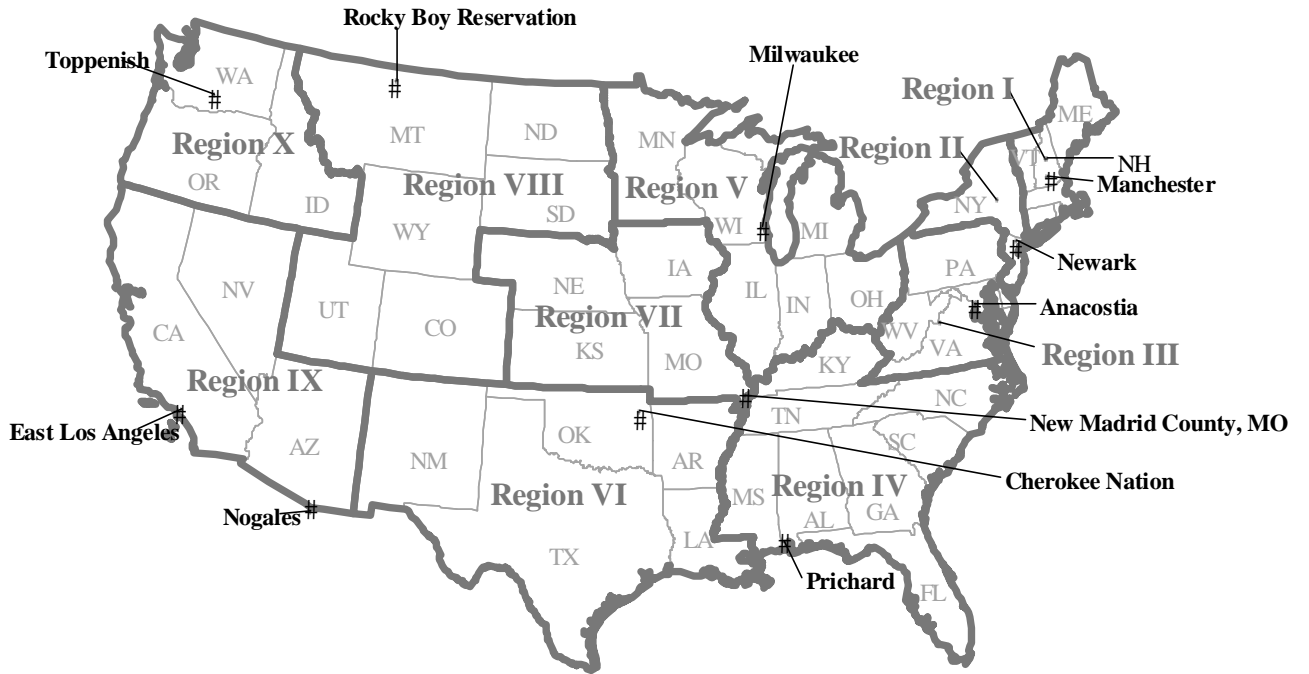 Rocky Boy Reservation
Toppenish
Milwaukee
WA
#
#
Region I
ME
MT
ND
MN
Region X
Region II
VT
NH
#
Manchester
OR
Region VIII
Region V
ID
SD
NY
WY
WI
#
MI
#
Newark
IA
PA
NV
NE
IL
IN
OH
#
Anacostia
UT
CO
Region VII
WV
CA
KS
VA
Region III
MO
KY
Region IX
#
NC
#
#
TN
New Madrid County, MO
East Los Angeles
OK
SC
AZ
NM
AR
Cherokee Nation
Region VI
MS
Region IV
Nogales
#
AL
GA
LA
#
TX
Prichard
FL